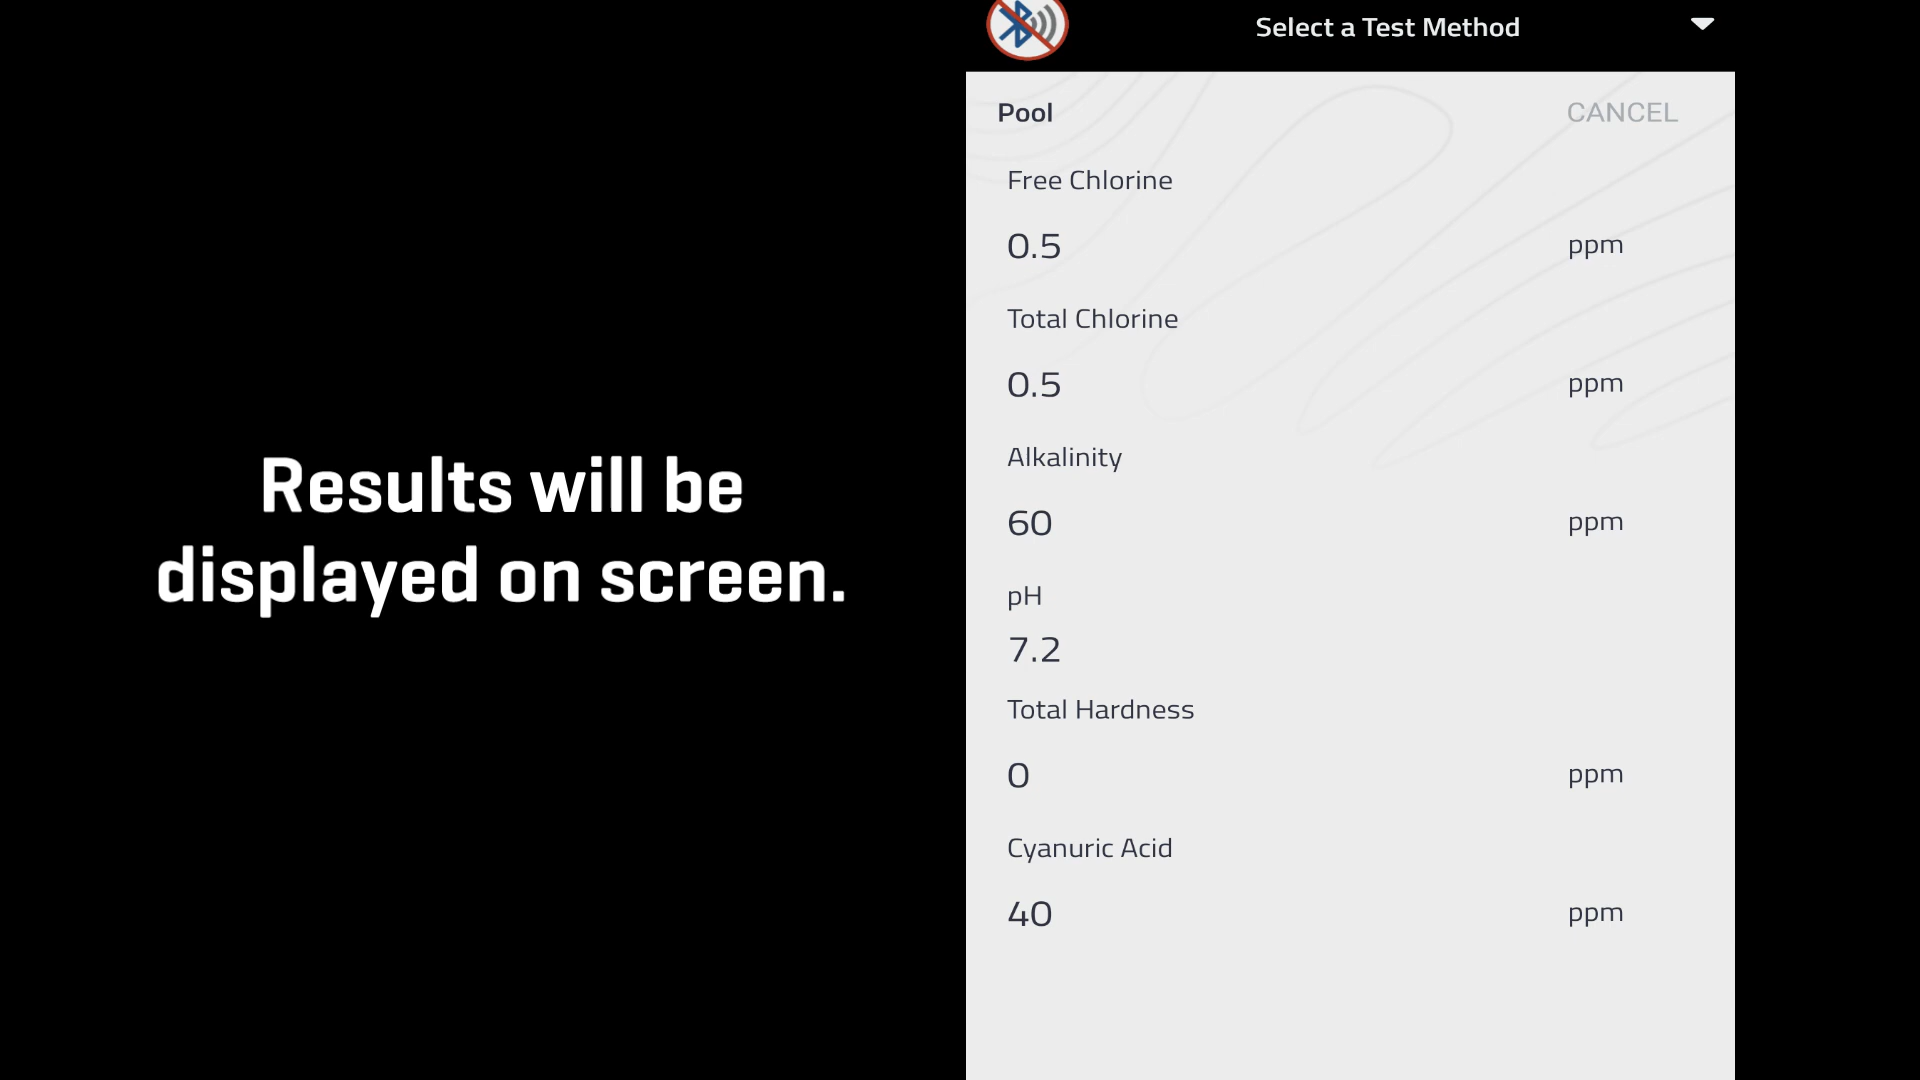 Results will be
displayed on screen.
Select a Test Method
Pool CANCEL
Free Chlorine
0.5 ppm
Total Chlorine
0.5 ppm
Alkalinity
60 ppm
pH
7.2
Total Hardness
0 ppm
Cyanuric Acid
40 ppm